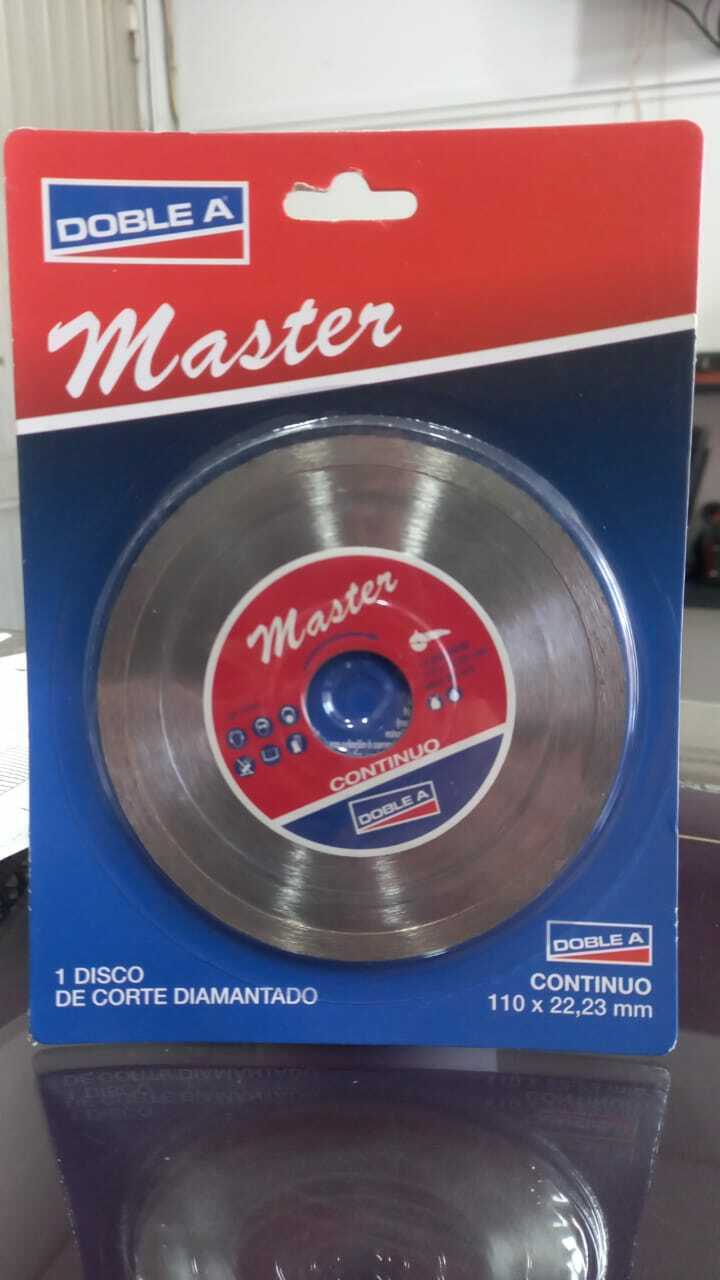 DOBLE A
Master
Master
CONTINUO
DOBLE A
1 DISCO
DE CORTE DIAMANTADO
DOBLE A
CONTINUO
110 x 22,23 mm